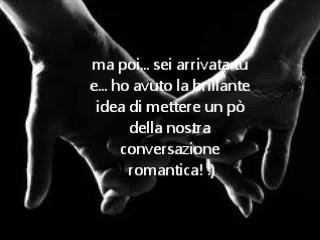 ma poi... sei arrivata tu
e... ho avuto la brillante
idea di mettere un pò
della nostra
conversazione
romantica! :)